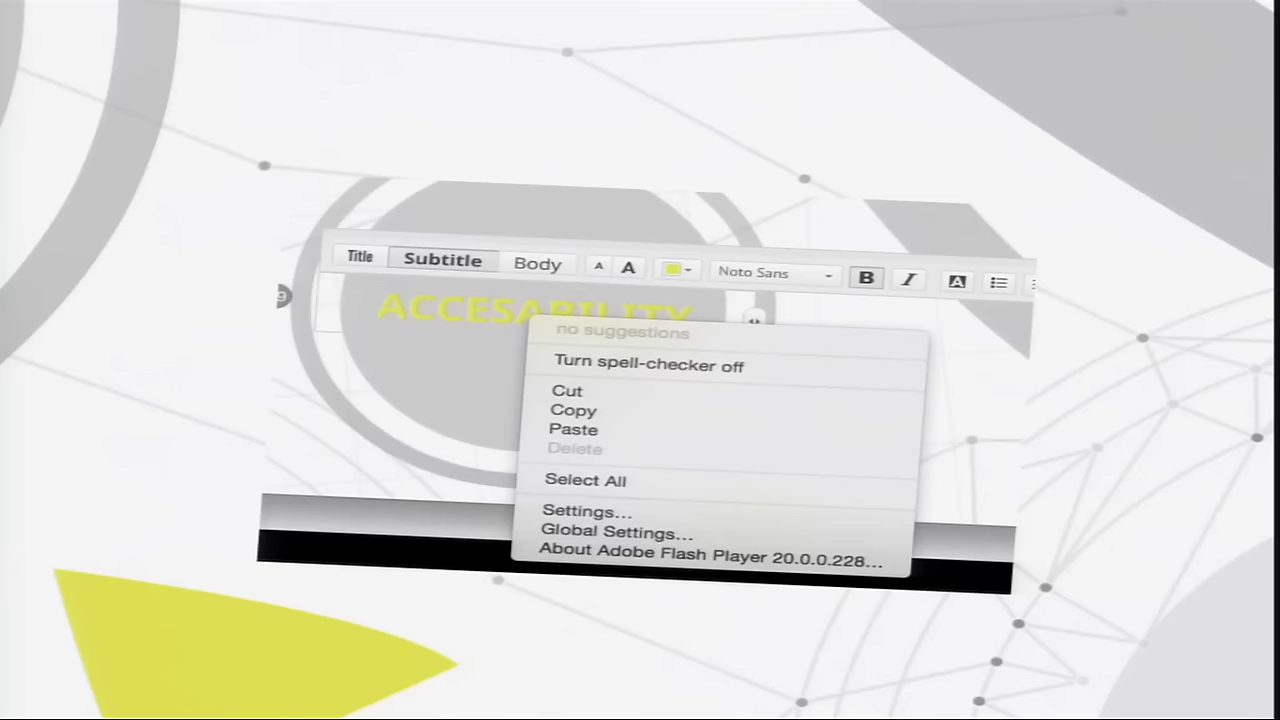 Title Subtitle Body A A Noto Sans B I A
ACCESABILITY
no suggestions
Turn spell-checker off
Cut
Copy
Paste
Delete
Select All
Settings...
Global Settings...
About Adobe Flash Player 20.0.0.228...